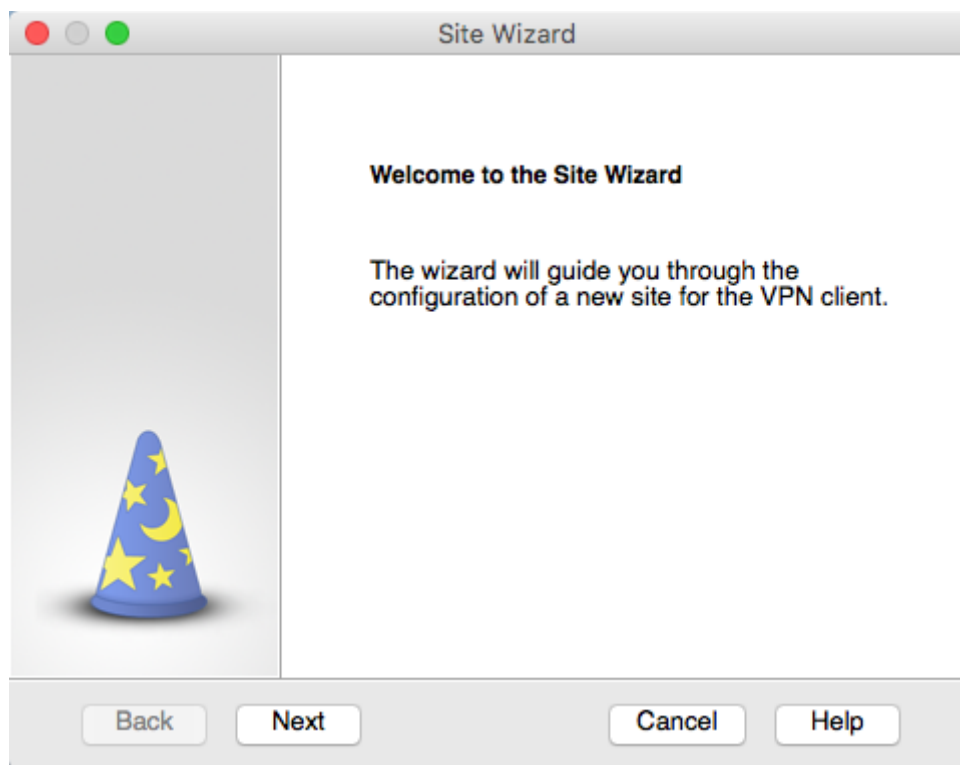 Site Wizard
Welcome to the Site Wizard
The wizard will guide you through the
configuration of a new site for the VPN client.
Back
Next
Cancel
Help